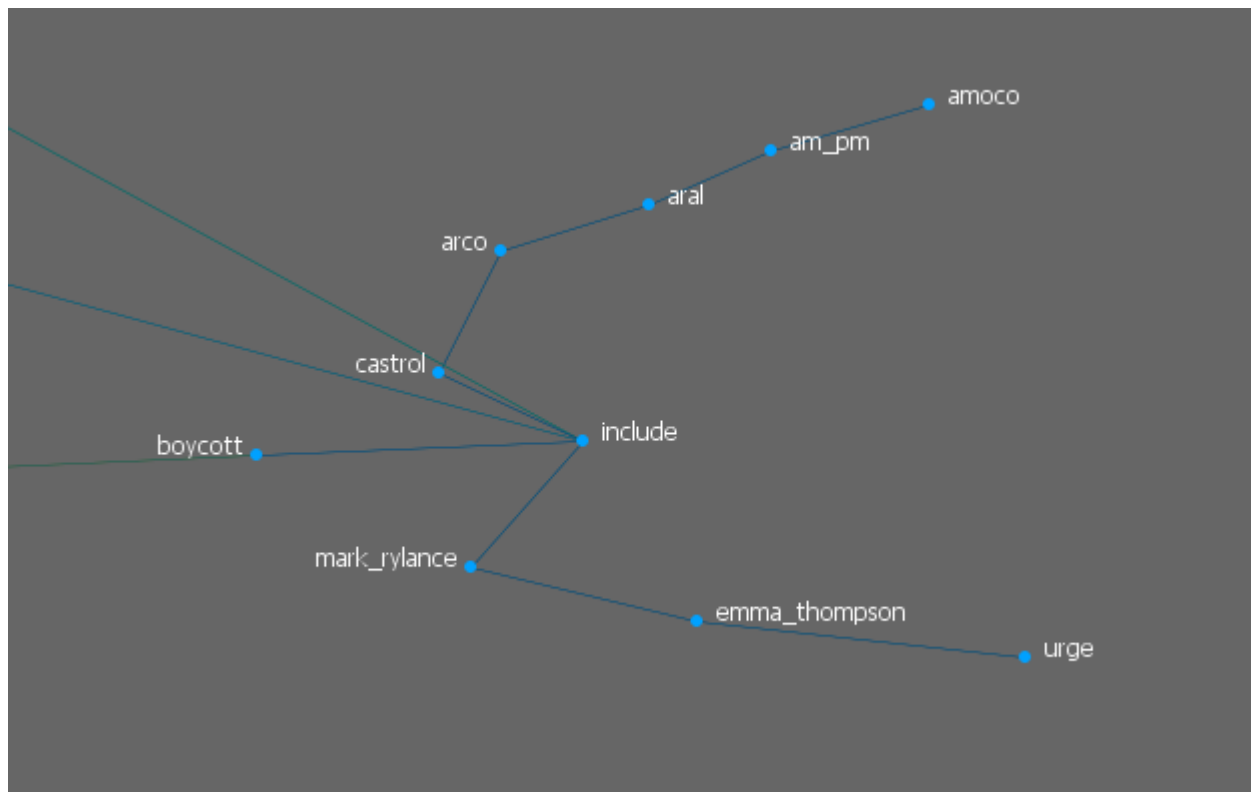 amoco
am_pm
aral
arco
castrol
include
boycott
mark_rylance
emma_thompson
urge